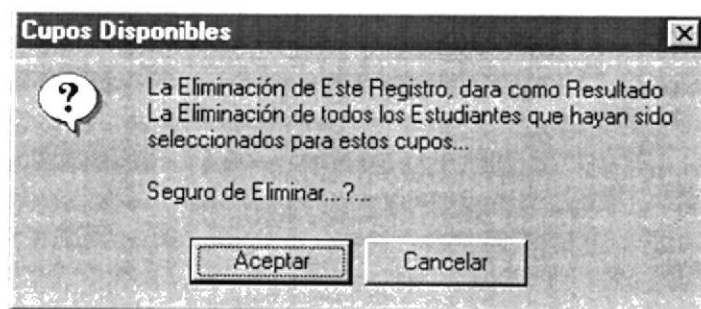 Cupos Disponibles
La Eliminación de Este Registro, dara como Resultado
La Eliminación de todos los Estudiantes que hayan sido
seleccionados para estos cupos...
Seguro de Eliminar...?...
Aceptar
Cancelar